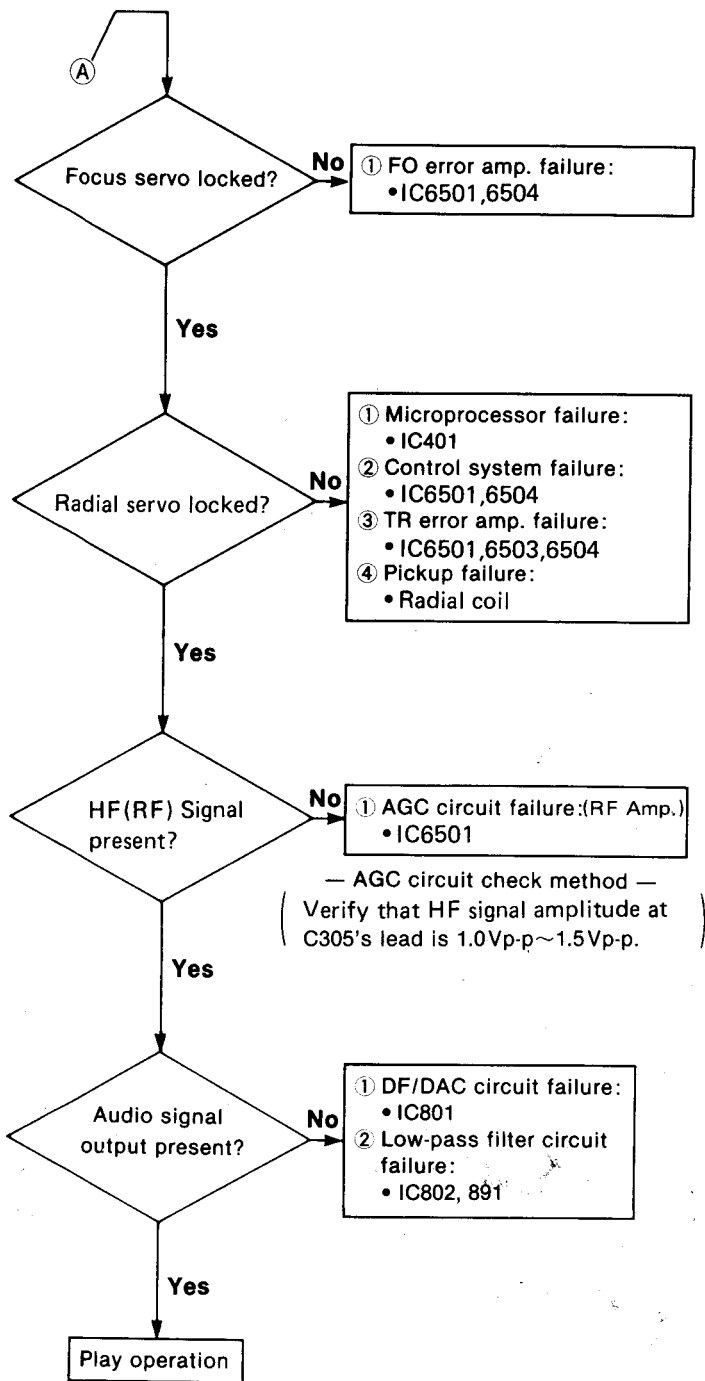 Ⓐ
Focus servo locked?
No
① FO error amp. failure:
•IC6501,6504
Yes
Radial servo locked?
No
① Microprocessor failure:
• IC401
② Control system failure:
• IC6501,6504
③ TR error amp. failure:
• IC6501,6503,6504
④ Pickup failure:
• Radial coil
Yes
HF(RF) Signal
present?
No
① AGC circuit failure:(RF Amp.)
• IC6501
— AGC circuit check method —
( Verify that HF signal amplitude at
C305's lead is 1.0Vp-p~1.5Vp-p. )
Yes
Audio signal
output present?
No
① DF/DAC circuit failure:
• IC801
② Low-pass filter circuit
failure:
• IC802, 891
Yes
Play operation